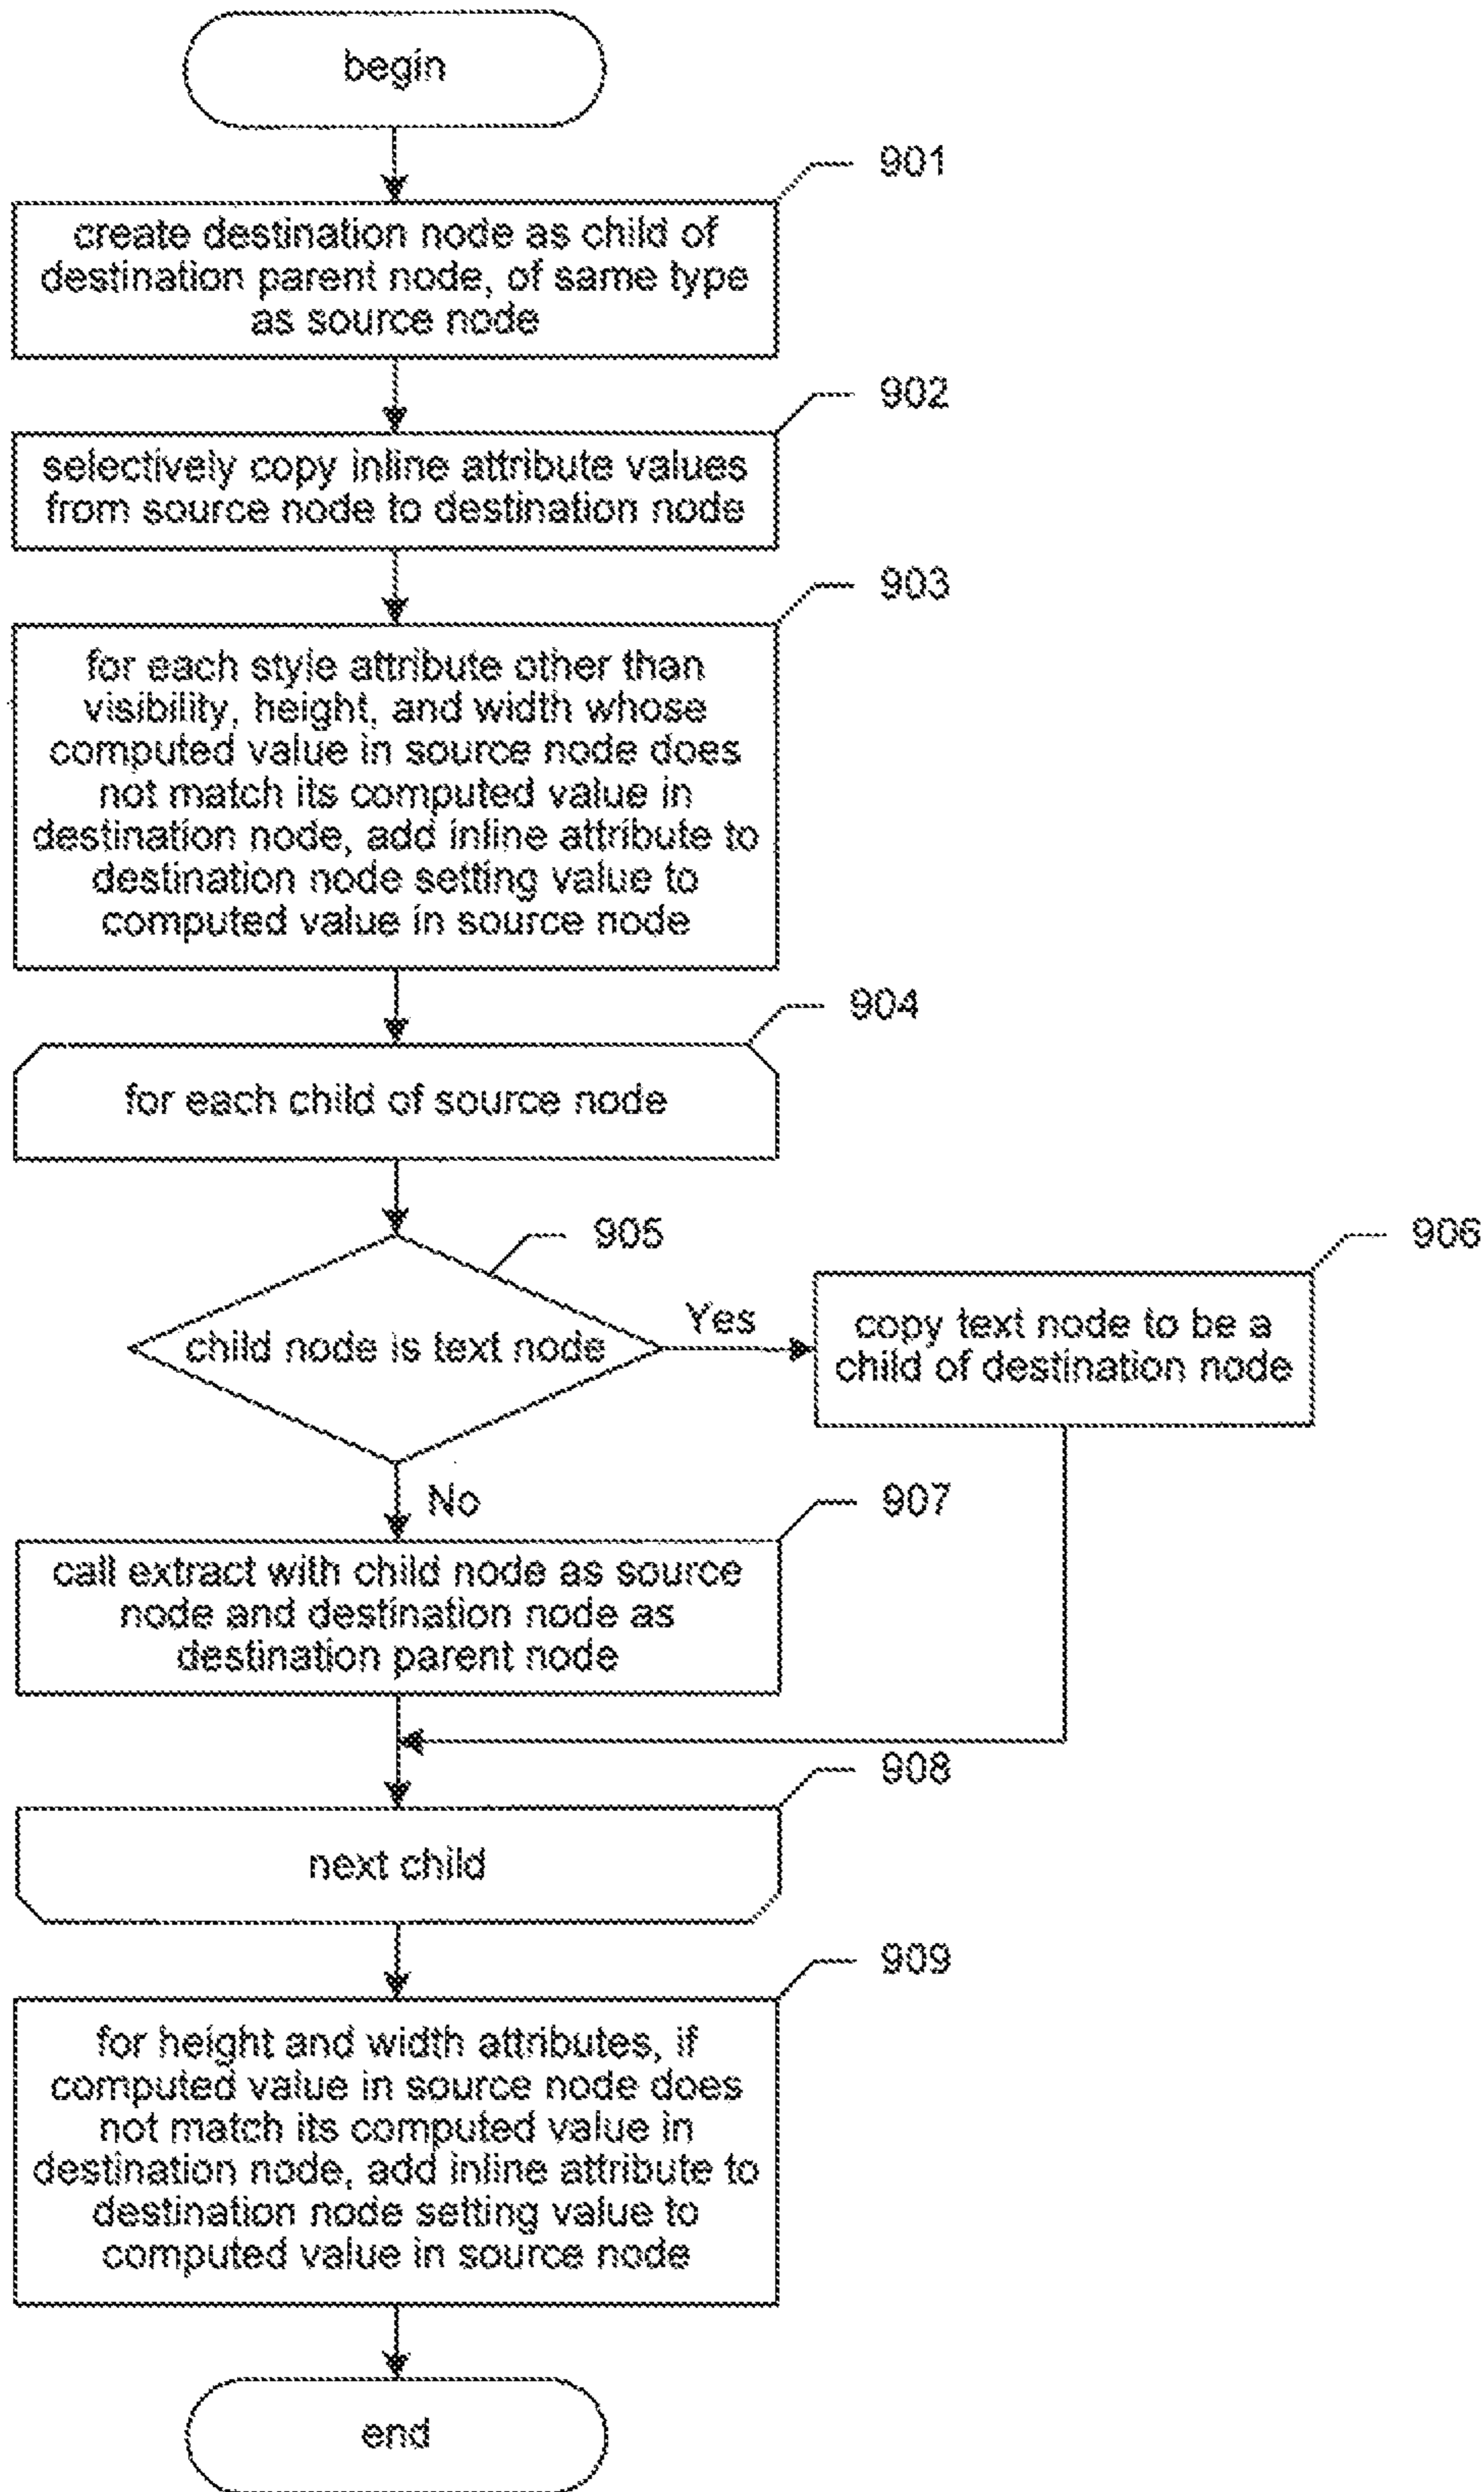 begin
901
create destination node as child of
destination parent node, of same type
as source node
902
selectively copy inline attribute values
from source node to destination node
903
for each style attribute other than
visibility, height, and width whose
computed value in source node does
not match its computed value in
destination node, add inline attribute to
destination node setting value to
computed value in source node
904
for each child of source node
905
child node is text node
Yes
906
copy text node to be a
child of destination node
No
907
call extract with child node as source
node and destination node as
destination parent node
908
next child
909
for height and width attributes, if
computed value in source node does
not match its computed value in
destination node, add inline attribute to
destination node setting value to
computed value in source node
end